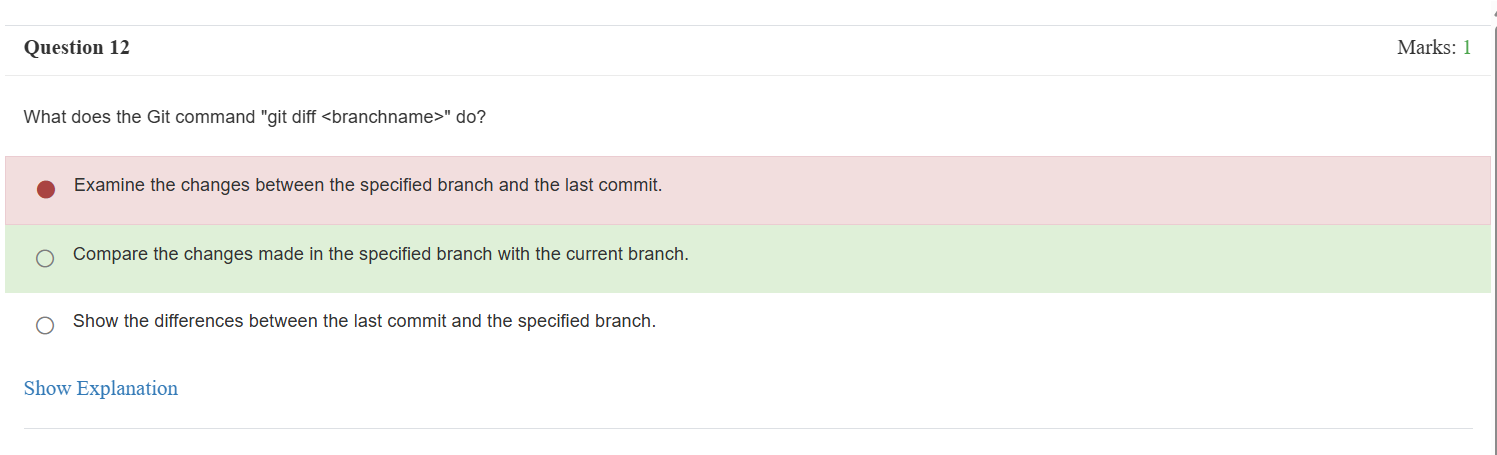 Question 12
Marks: 1
What does the Git command "git diff <branchname>" do?
Examine the changes between the specified branch and the last commit.
Compare the changes made in the specified branch with the current branch.
Show the differences between the last commit and the specified branch.
Show Explanation